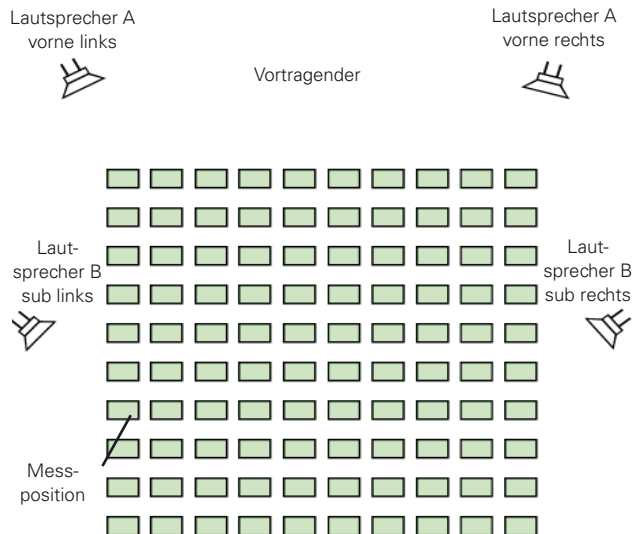 Lautsprecher A
vorne links
Lautsprecher A
vorne rechts
Vortragender
Laut-
sprecher B
sub links
Laut-
sprecher B
sub rechts
Mess-
position